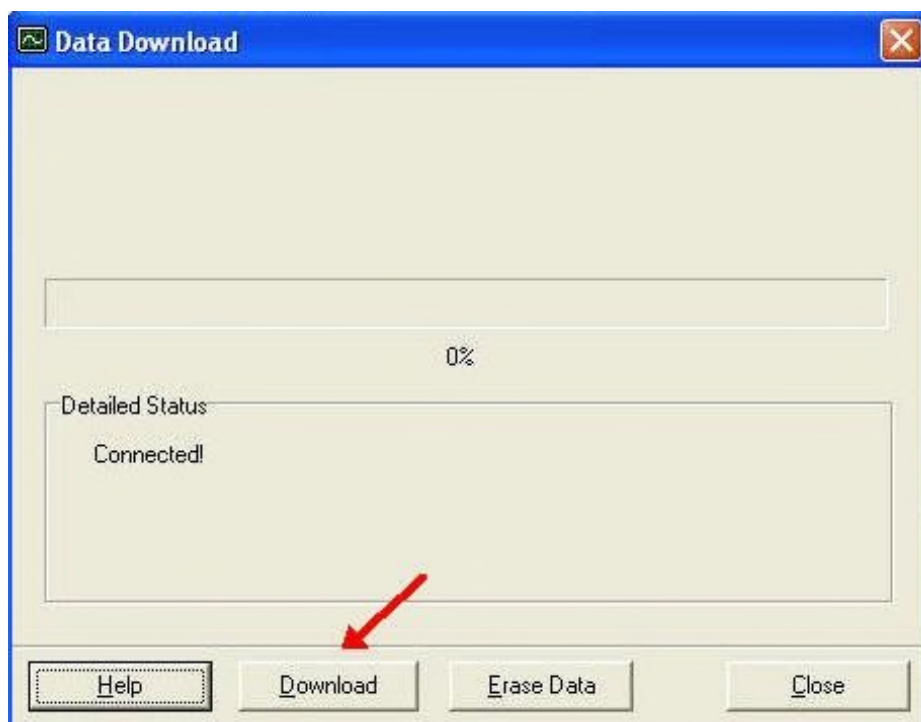 Data Download
0%
Detailed Status
Connected!
Help
Download
Erase Data
Close